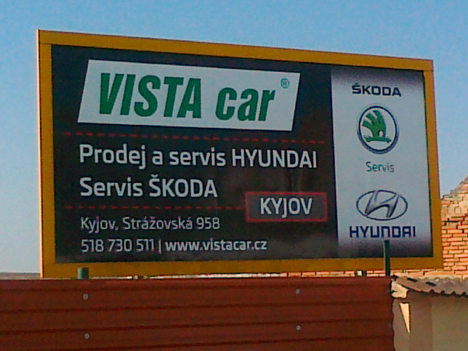 VISTA car®
Prodej a servis HYUNDAI
Servis ŠKODA
KYJOV
Kyjov, Strážovská 958
518 730 511 | www.vistacar.cz
ŠKODA
Servis
HYUNDAI